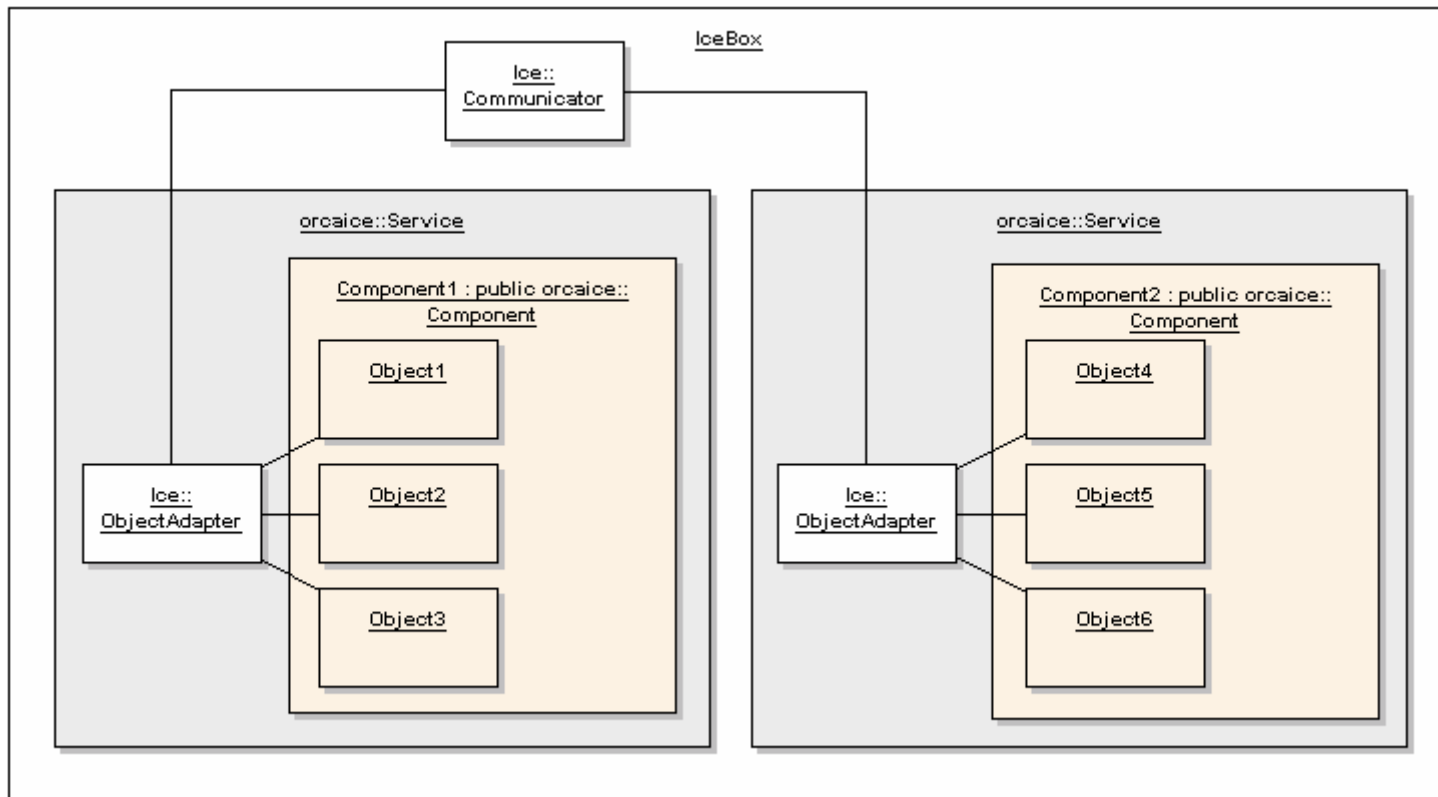 IceBox
Ice::
Communicator
orcaice::Service
Component1 : public orcaice::
Component
Object1
Ice::
ObjectAdapter
Object2
Object3
orcaice::Service
Component2 : public orcaice::
Component
Object4
Ice::
ObjectAdapter
Object5
Object6